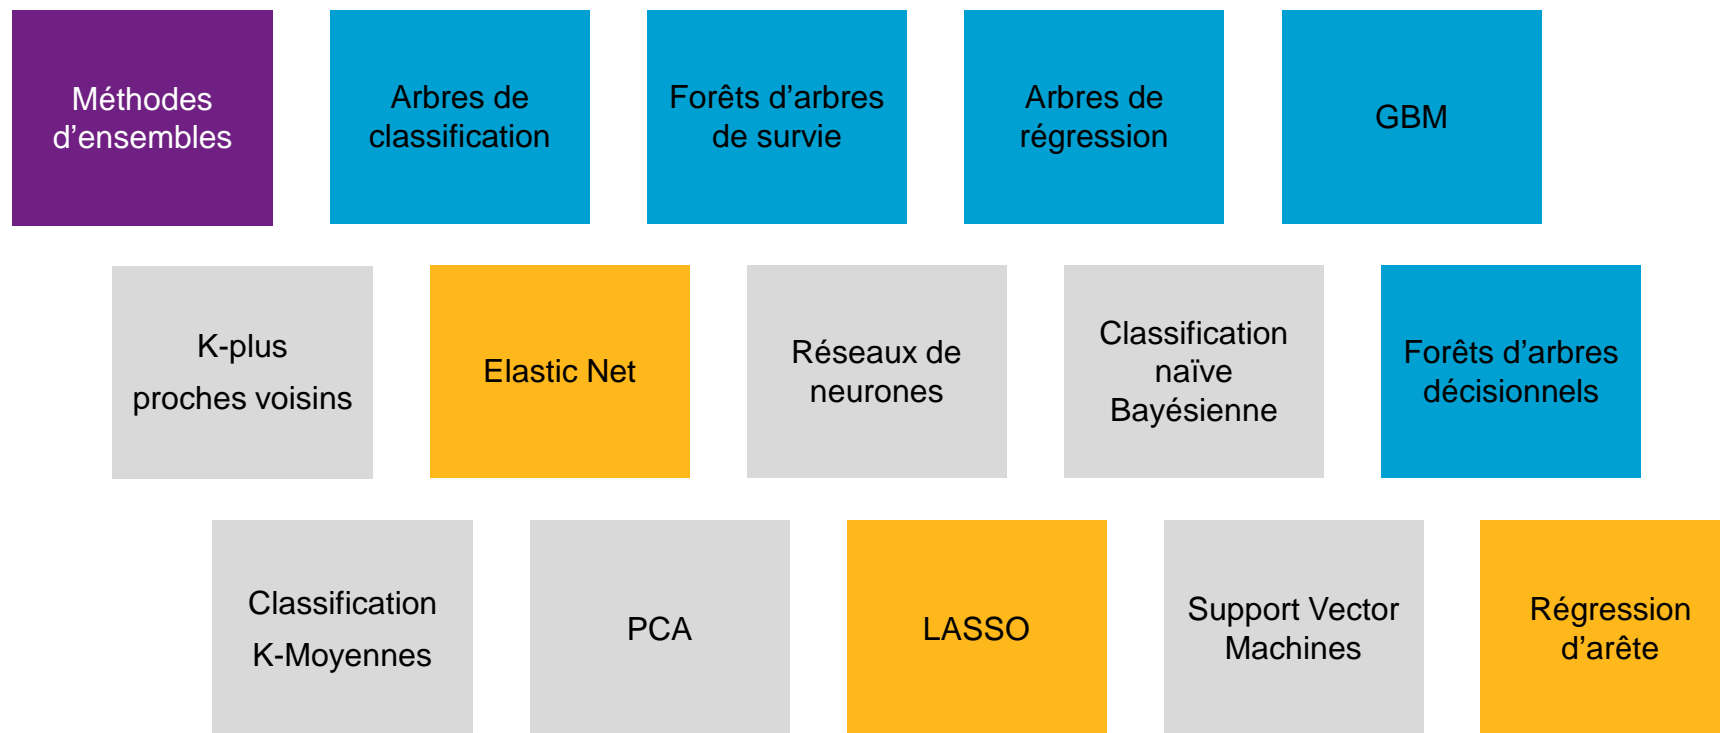 Méthodes
d’ensembles
Arbres de
classification
Forêts d’arbres
de survie
Arbres de
régression
GBM
K-plus
proches voisins
Elastic Net
Réseaux de
neurones
Classification
naïve
Bayésienne
Forêts d’arbres
décisionnels
Classification
K-Moyennes
PCA
LASSO
Support Vector
Machines
Régression
d’arête